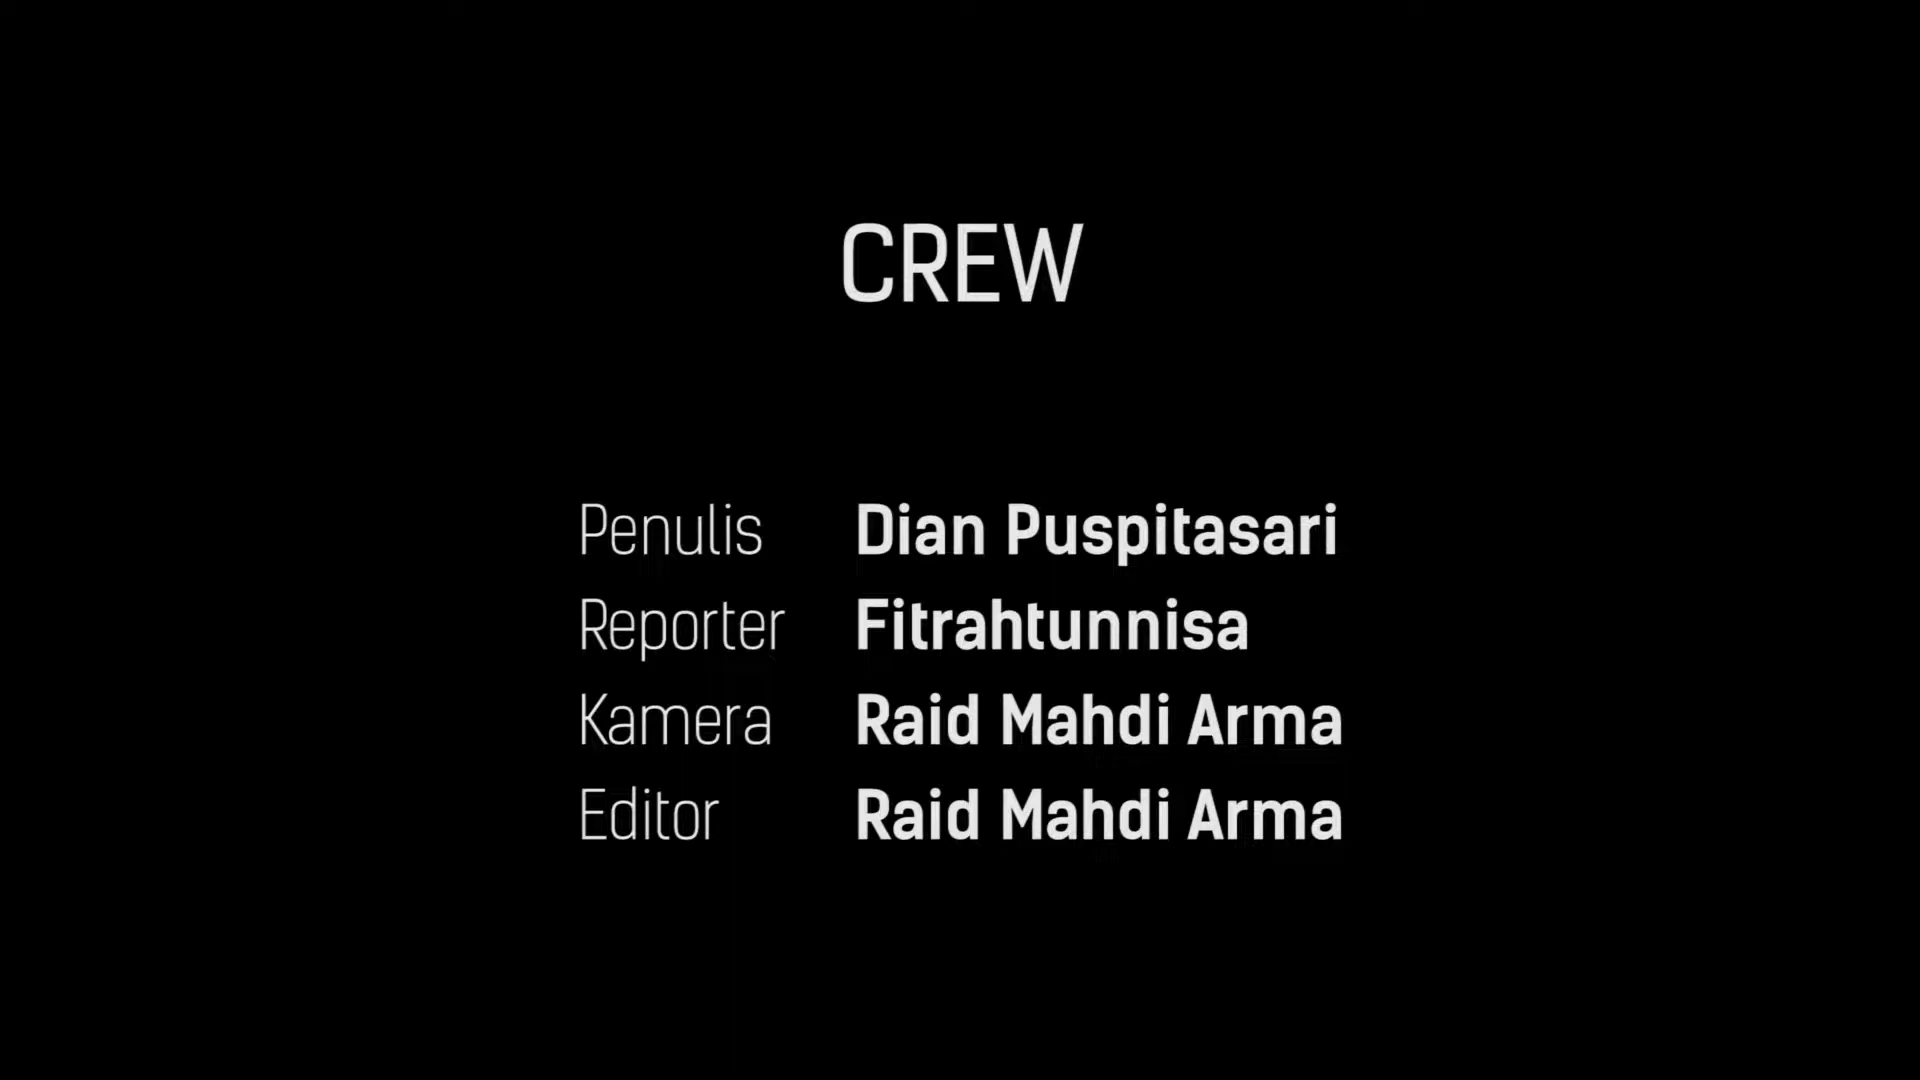 CREW
Penulis Dian Puspitasari
Reporter Fitrahtunnisa
Kamera Raid Mahdi Arma
Editor Raid Mahdi Arma